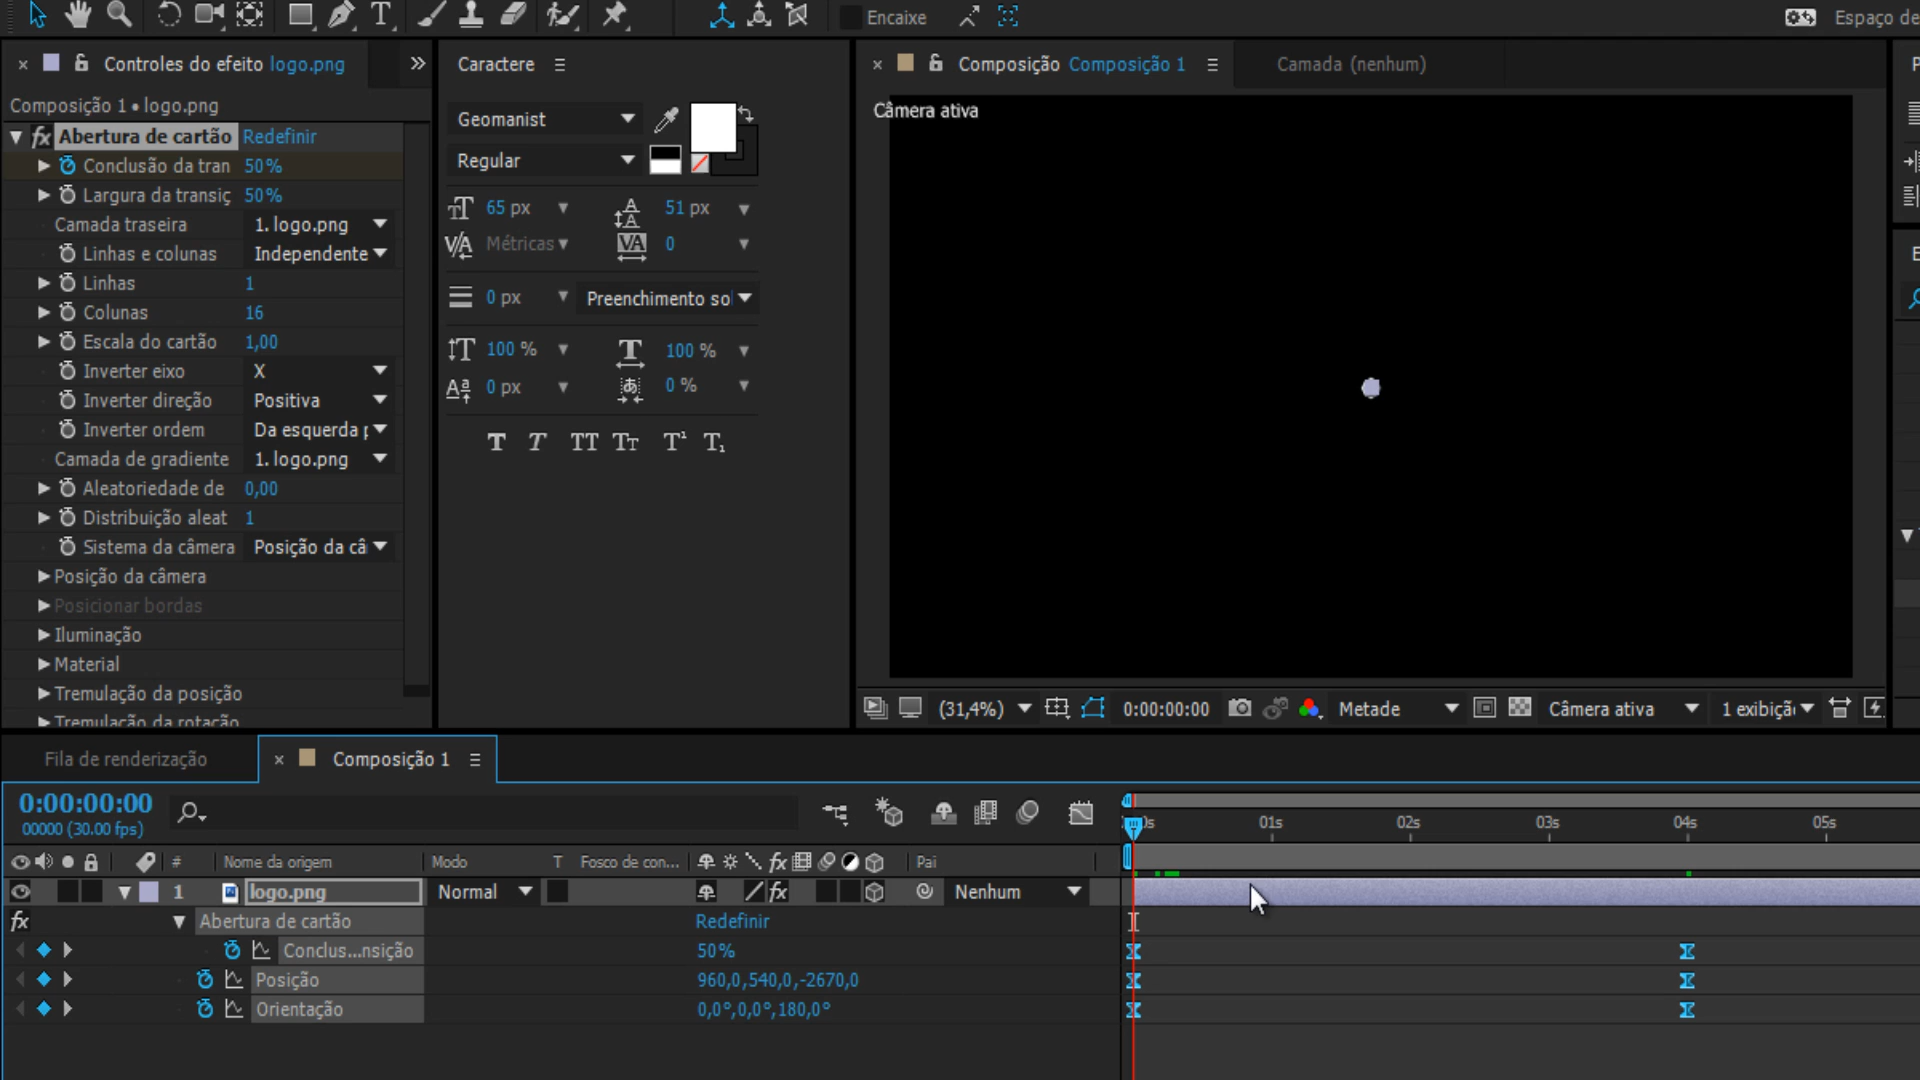 Encaixe
Espaço de
Controles do efeito logo.png
Composição 1 • logo.png
fx Abertura de cartão Redefinir
Conclusão da tran 50%
Largura da transiç 50%
Camada traseira 1. logo.png
Linhas e colunas Independente
Linhas 1
Colunas 16
Escala do cartão 1,00
Inverter eixo X
Inverter direção Positiva
Inverter ordem Da esquerda p
Camada de gradiente 1. logo.png
Aleatoriedade de 0,00
Distribuição aleat 1
Sistema da câmera Posição da câ
Posição da câmera
Posicionar bordas
Iluminação
Material
Tremulação da posição
Tremulação da rotação
Caractere
Geomanist
Regular
65 px 51 px
Métricas 0
0 px Preenchimento so
100 % 100 %
0 px 0 %
Composição Composição 1 Camada (nenhum)
Câmera ativa
(31,4%) 0:00:00:00 Metade Câmera ativa 1 exibiçã
Fila de renderização Composição 1
0:00:00:00
00000 (30.00 fps)
01s 02s 03s 04s 05s
# Nome da origem Modo T Fosco de con... fx Pai
1 logo.png Normal fx Nenhum
fx Abertura de cartão Redefinir
Conclus...nsição 50%
Posição 960,0,540,0,-2670,0
Orientação 0,0°,0,0°,180,0°